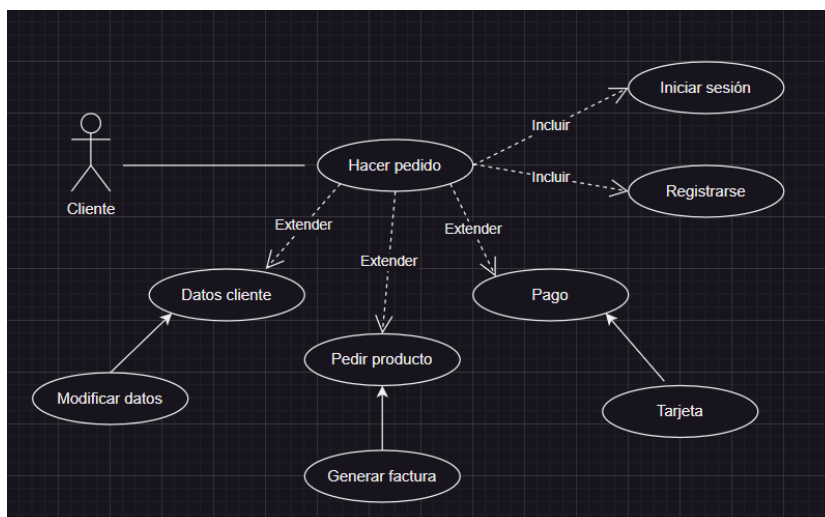 Iniciar sesión
Incluir
Hacer pedido
Incluir
Registrarse
Cliente
Extender
Extender
Extender
Datos cliente
Pago
Pedir producto
Modificar datos
Tarjeta
Generar factura